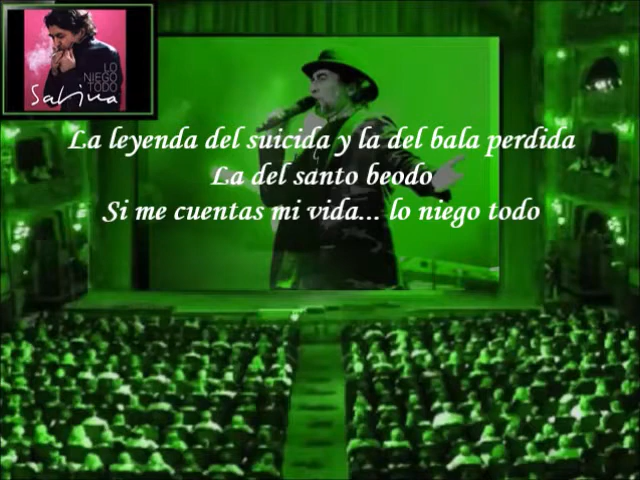 LO
NIEGO
TODO
Sabina
La leyenda del suicida y la del bala perdida
La del santo beodo
Si me cuentas mi vida... lo niego todo